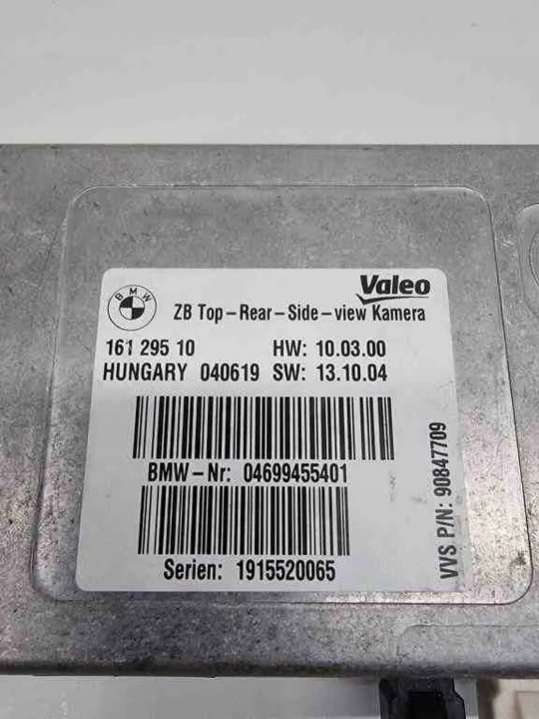 BMW
Valeo
ZB Top-Rear-Side-view Kamera
161 295 10 HW: 10.03.00
HUNGARY 040619 SW: 13.10.04
BMW-Nr: 04699455401
Serien: 1915520065
VVS P/N: 90847709